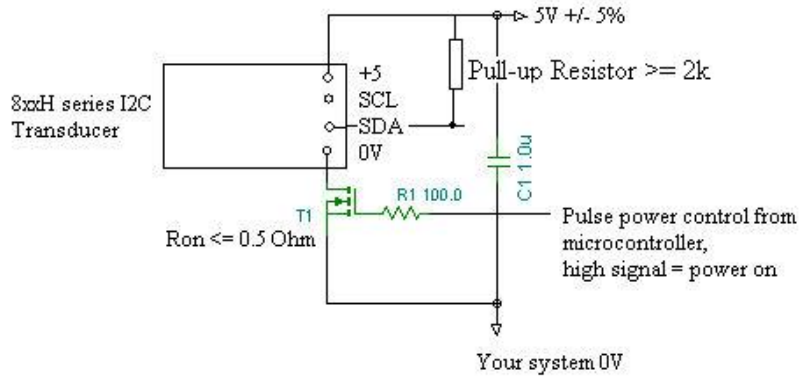 5V +/- 5%
+5
Pull-up Resistor >= 2k
8xxH series I2C
Transducer
SCL
SDA
0V
C1 1.0u
R1 100.0
T1
Ron <= 0.5 Ohm
Pulse power control from
microcontroller,
high signal = power on
Your system 0V